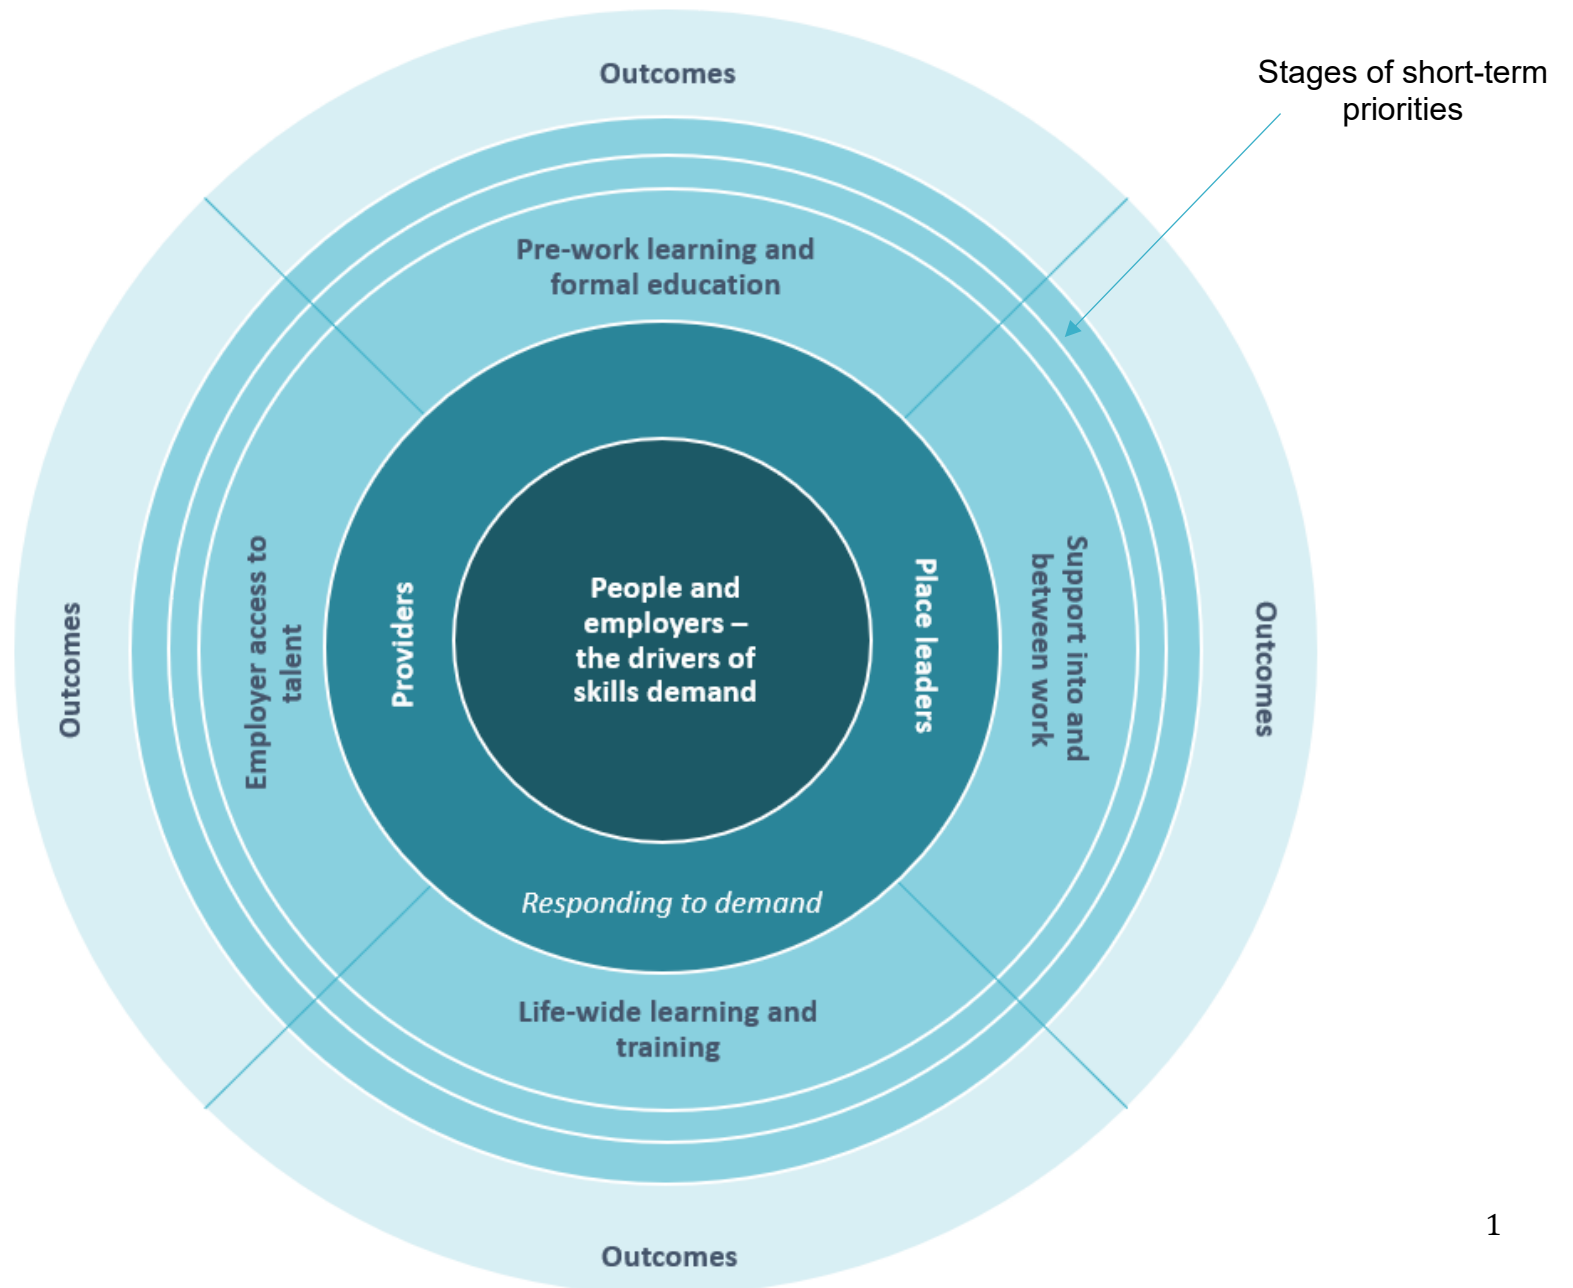 Outcomes
Stages of short-term
priorities
Pre-work learning and
formal education
Employer access to
talent
Providers
People and
employers –
the drivers of
skills demand
Place leaders
Support into and
between work
Outcomes
Outcomes
Responding to demand
Life-wide learning and
training
Outcomes
1